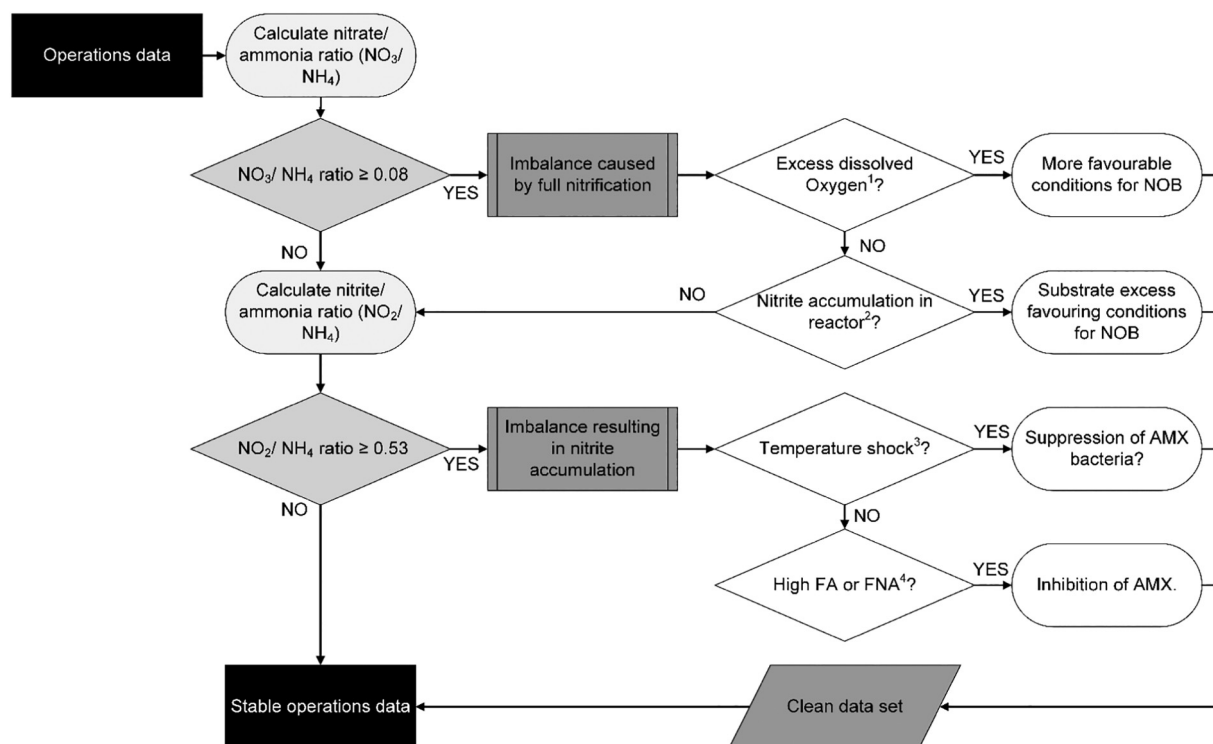 Operations data
Calculate nitrate/
ammonia ratio (NO₃/
NH₄)
NO₃/ NH₄ ratio ≥ 0.08
YES
Imbalance caused
by full nitrification
Excess dissolved
Oxygen¹?
YES
More favourable
conditions for NOB
NO
NO
Calculate nitrite/
ammonia ratio (NO₂/
NH₄)
NO
Nitrite accumulation in
reactor²?
YES
Substrate excess
favouring conditions
for NOB
NO₂/ NH₄ ratio ≥ 0.53
YES
Imbalance resulting
in nitrite
accumulation
Temperature shock³?
YES
Suppression of AMX
bacteria?
NO
NO
High FA or FNA⁴?
YES
Inhibition of AMX.
Stable operations data
Clean data set